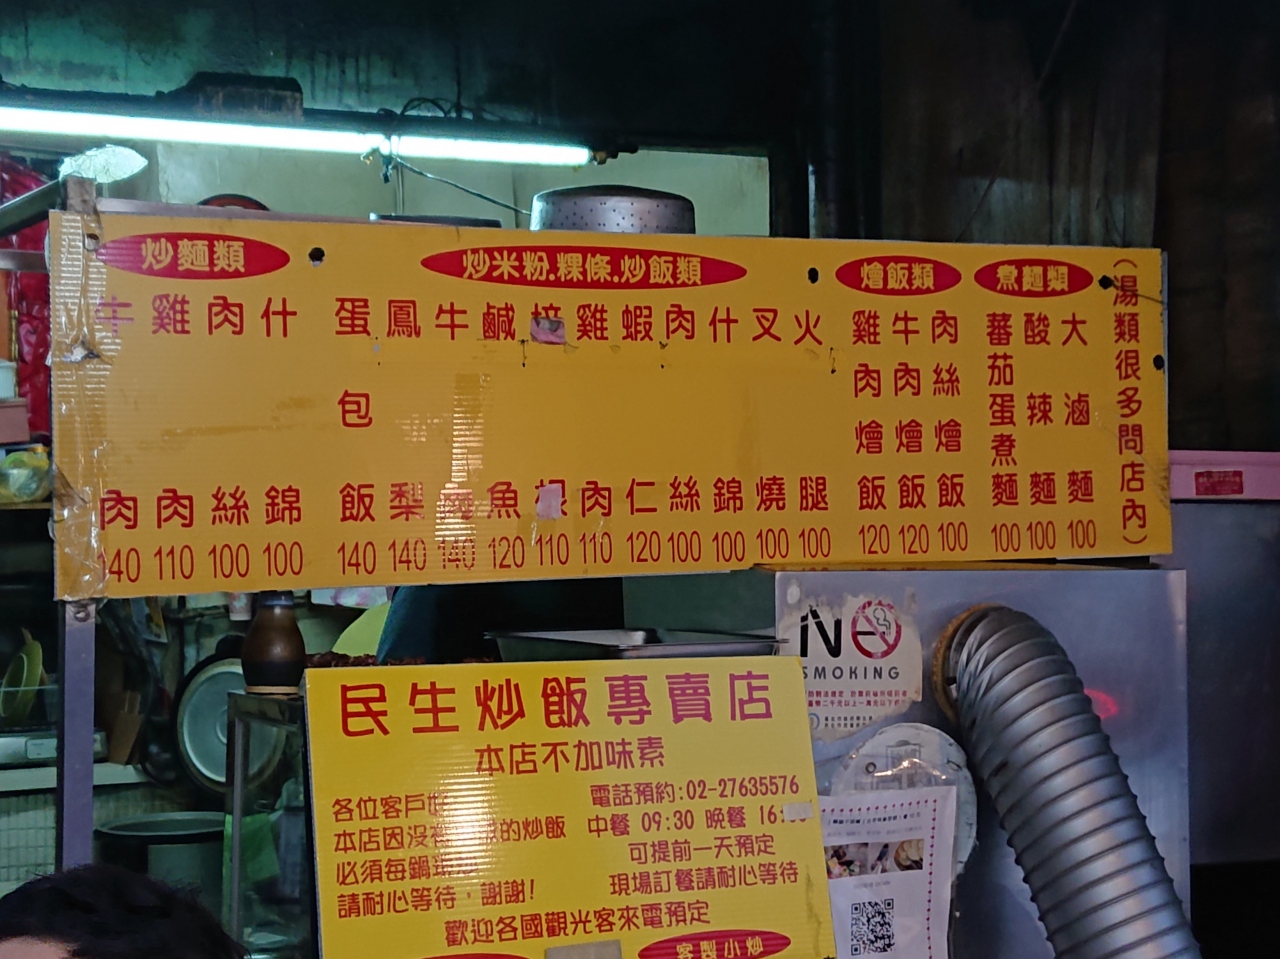 炒麵類
牛肉 140
雞肉 110
肉絲 100
什錦 100
炒米粉.粿條.炒飯類
蛋包飯 140
鳳梨 140
牛 140
鹹魚 120
培根 110
雞肉 110
蝦仁 120
肉絲 100
什錦 100
叉燒 100
火腿 100
燴飯類
雞肉燴飯 120
牛肉燴飯 120
肉絲燴飯 100
煮麵類
蕃茄蛋煮麵 100
酸辣麵 100
大滷麵 100
(湯類很多問店內)
NO
SMOKING
民生炒飯專賣店
本店不加味素
各位客戶
本店因沒 的炒飯
必須每鍋
請耐心等待，謝謝!
電話預約:02-27635576
中餐 09:30 晚餐 16:
可提前一天預定
現場訂餐請耐心等待
歡迎各國觀光客來電預定
客製小炒